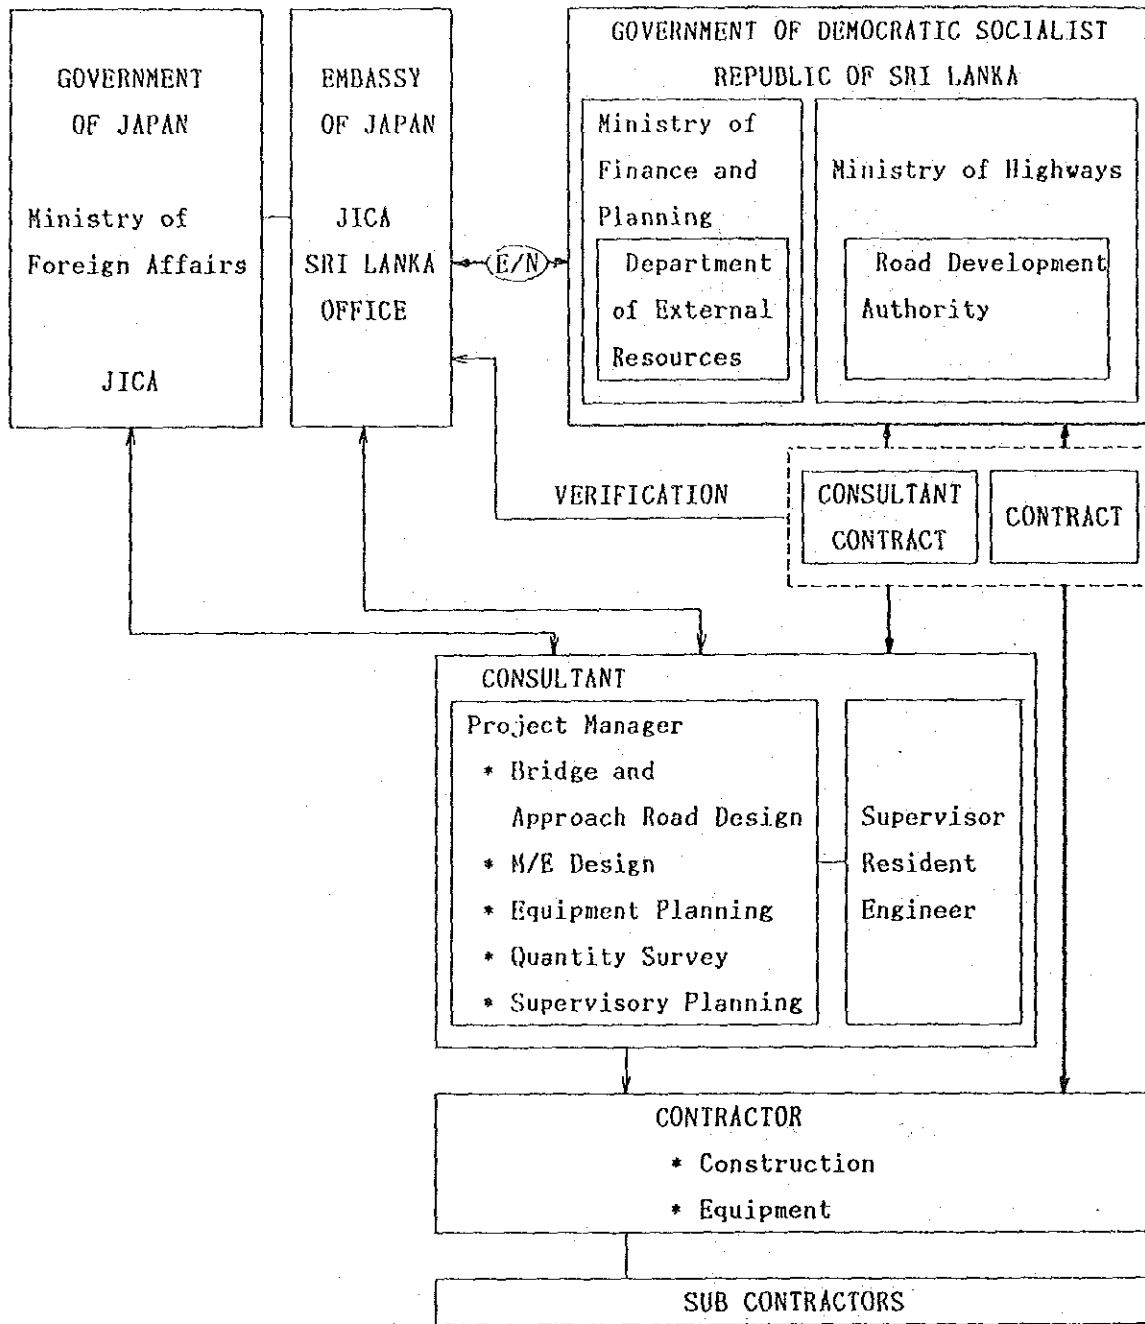 GOVERNMENT
OF JAPAN
Ministry of
Foreign Affairs
JICA
EMBASSY
OF JAPAN
JICA
SRI LANKA
OFFICE
E/N
GOVERNMENT OF DEMOCRATIC SOCIALIST
REPUBLIC OF SRI LANKA
Ministry of
Finance and
Planning
Department
of External
Resources
Ministry of Highways
Road Development
Authority
VERIFICATION
CONSULTANT
CONTRACT
CONTRACT
CONSULTANT
Project Manager
* Bridge and
Approach Road Design
* M/E Design
* Equipment Planning
* Quantity Survey
* Supervisory Planning
Supervisor
Resident
Engineer
CONTRACTOR
* Construction
* Equipment
SUB CONTRACTORS